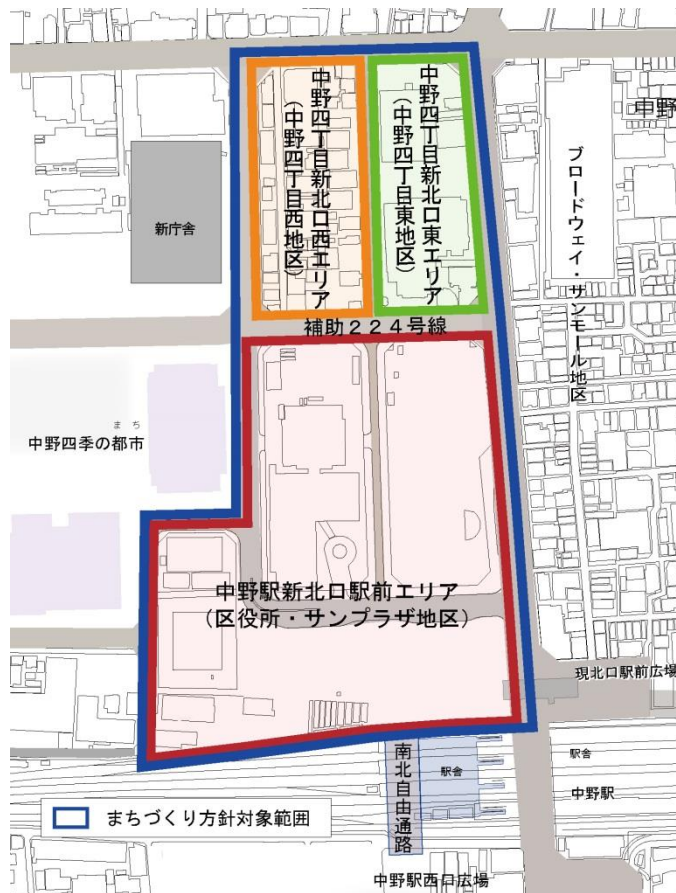 中野四丁目新北口西エリア
（中野四丁目西地区）
中野四丁目新北口東エリア
（中野四丁目東地区）
中野
ブロードウェイ・サンモール地区
新庁舎
補助２２４号線
まち
中野四季の都市
中野駅新北口駅前エリア
（区役所・サンプラザ地区）
現北口駅前広場
南北自由通路
駅舎
駅舎
中野駅
まちづくり方針対象範囲
中野駅西口広場